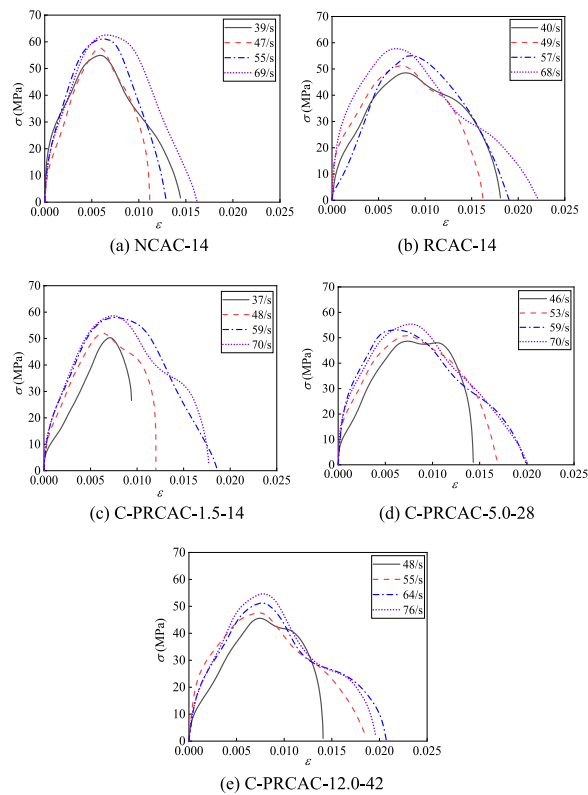 70
60
50
40
30
20
10
0
σ (MPa)
39/s
47/s
55/s
69/s
0.000 0.005 0.010 0.015 0.020 0.025
ε
(a) NCAC-14
70
60
50
40
30
20
10
0
σ (MPa)
40/s
49/s
57/s
68/s
0.000 0.005 0.010 0.015 0.020 0.025
ε
(b) RCAC-14
70
60
50
40
30
20
10
0
σ (MPa)
37/s
48/s
59/s
70/s
0.000 0.005 0.010 0.015 0.020 0.025
ε
(c) C-PRCAC-1.5-14
70
60
50
40
30
20
10
0
σ (MPa)
46/s
53/s
59/s
70/s
0.000 0.005 0.010 0.015 0.020 0.025
ε
(d) C-PRCAC-5.0-28
70
60
50
40
30
20
10
0
σ (MPa)
48/s
55/s
64/s
76/s
0.000 0.005 0.010 0.015 0.020 0.025
ε
(e) C-PRCAC-12.0-42